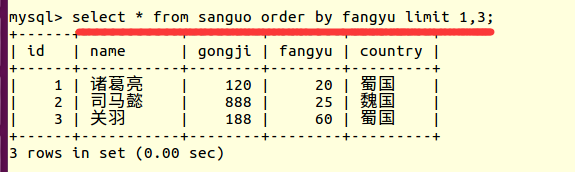 mysql> select * from sanguo order by fangyu limit 1,3;
+------+-----------+--------+--------+---------+
| id | name | gongji | fangyu | country |
+------+-----------+--------+--------+---------+
| 1 | 诸葛亮 | 120 | 20 | 蜀国 |
| 2 | 司马懿 | 888 | 25 | 魏国 |
| 3 | 关羽 | 188 | 60 | 蜀国 |
+------+-----------+--------+--------+---------+
3 rows in set (0.00 sec)